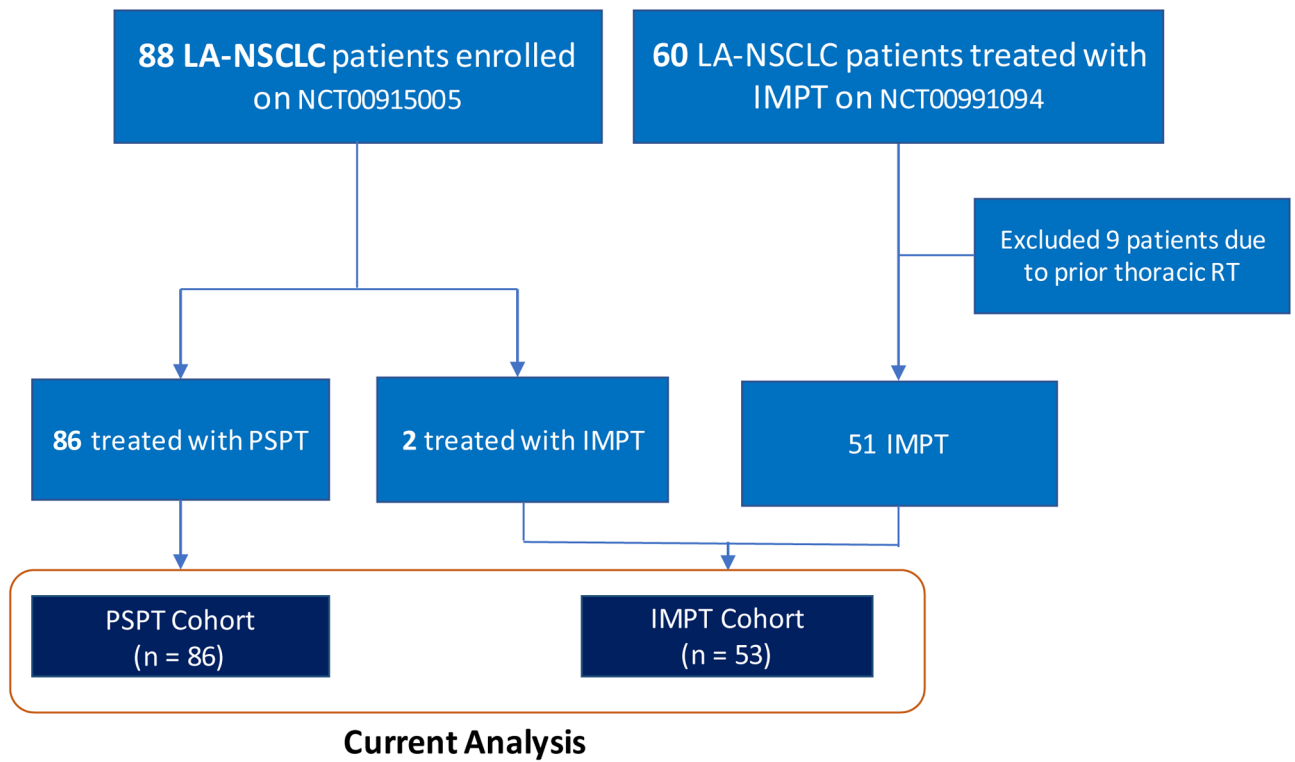 88 LA-NSCLC patients enrolled
on NCT00915005
60 LA-NSCLC patients treated with
IMPT on NCT00991094
Excluded 9 patients due
to prior thoracic RT
86 treated with PSPT
2 treated with IMPT
51 IMPT
PSPT Cohort
(n = 86)
IMPT Cohort
(n = 53)
Current Analysis